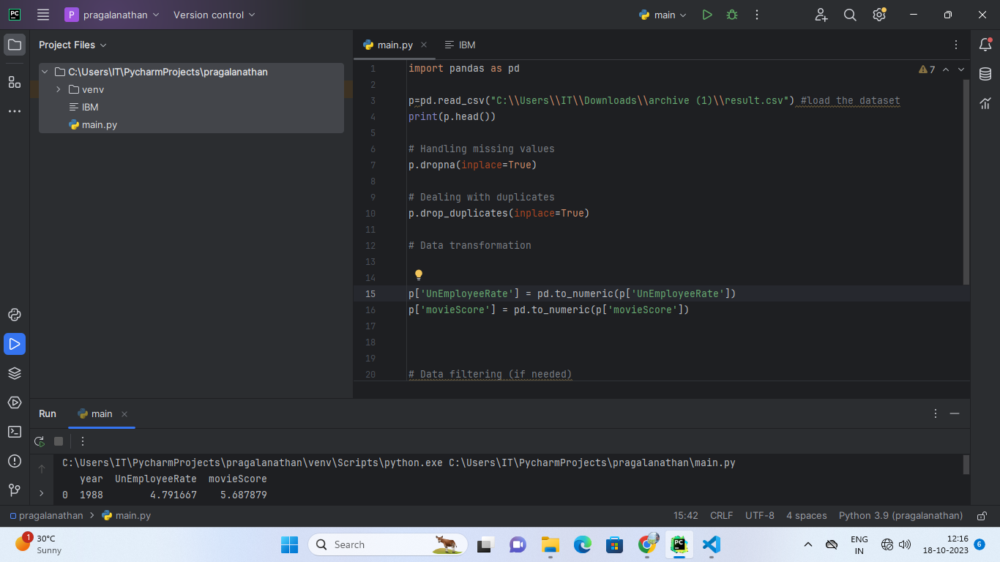 PC P pragalanathan Version control main
Project Files
main.py IBM
C:\Users\IT\PycharmProjects\pragalanathan
venv
IBM
main.py
7
1 import pandas as pd
2
3 p=pd.read_csv("C:\\Users\\IT\\Downloads\\archive (1)\\result.csv") #load the dataset
4 print(p.head())
5
6 # Handling missing values
7 p.dropna(inplace=True)
8
9 # Dealing with duplicates
10 p.drop_duplicates(inplace=True)
11
12 # Data transformation
13
14
15 p['UnEmployeeRate'] = pd.to_numeric(p['UnEmployeeRate'])
16 p['movieScore'] = pd.to_numeric(p['movieScore'])
17
18
19
20 # Data filtering (if needed)
Run main
C:\Users\IT\PycharmProjects\pragalanathan\venv\Scripts\python.exe C:\Users\IT\PycharmProjects\pragalanathan\main.py
year UnEmployeeRate movieScore
0 1988 4.791667 5.687879
pragalanathan > main.py 15:42 CRLF UTF-8 4 spaces Python 3.9 (pragalanathan)
1 30°C
Sunny
Search
PC
ENG
IN
12:16
18-10-2023
6